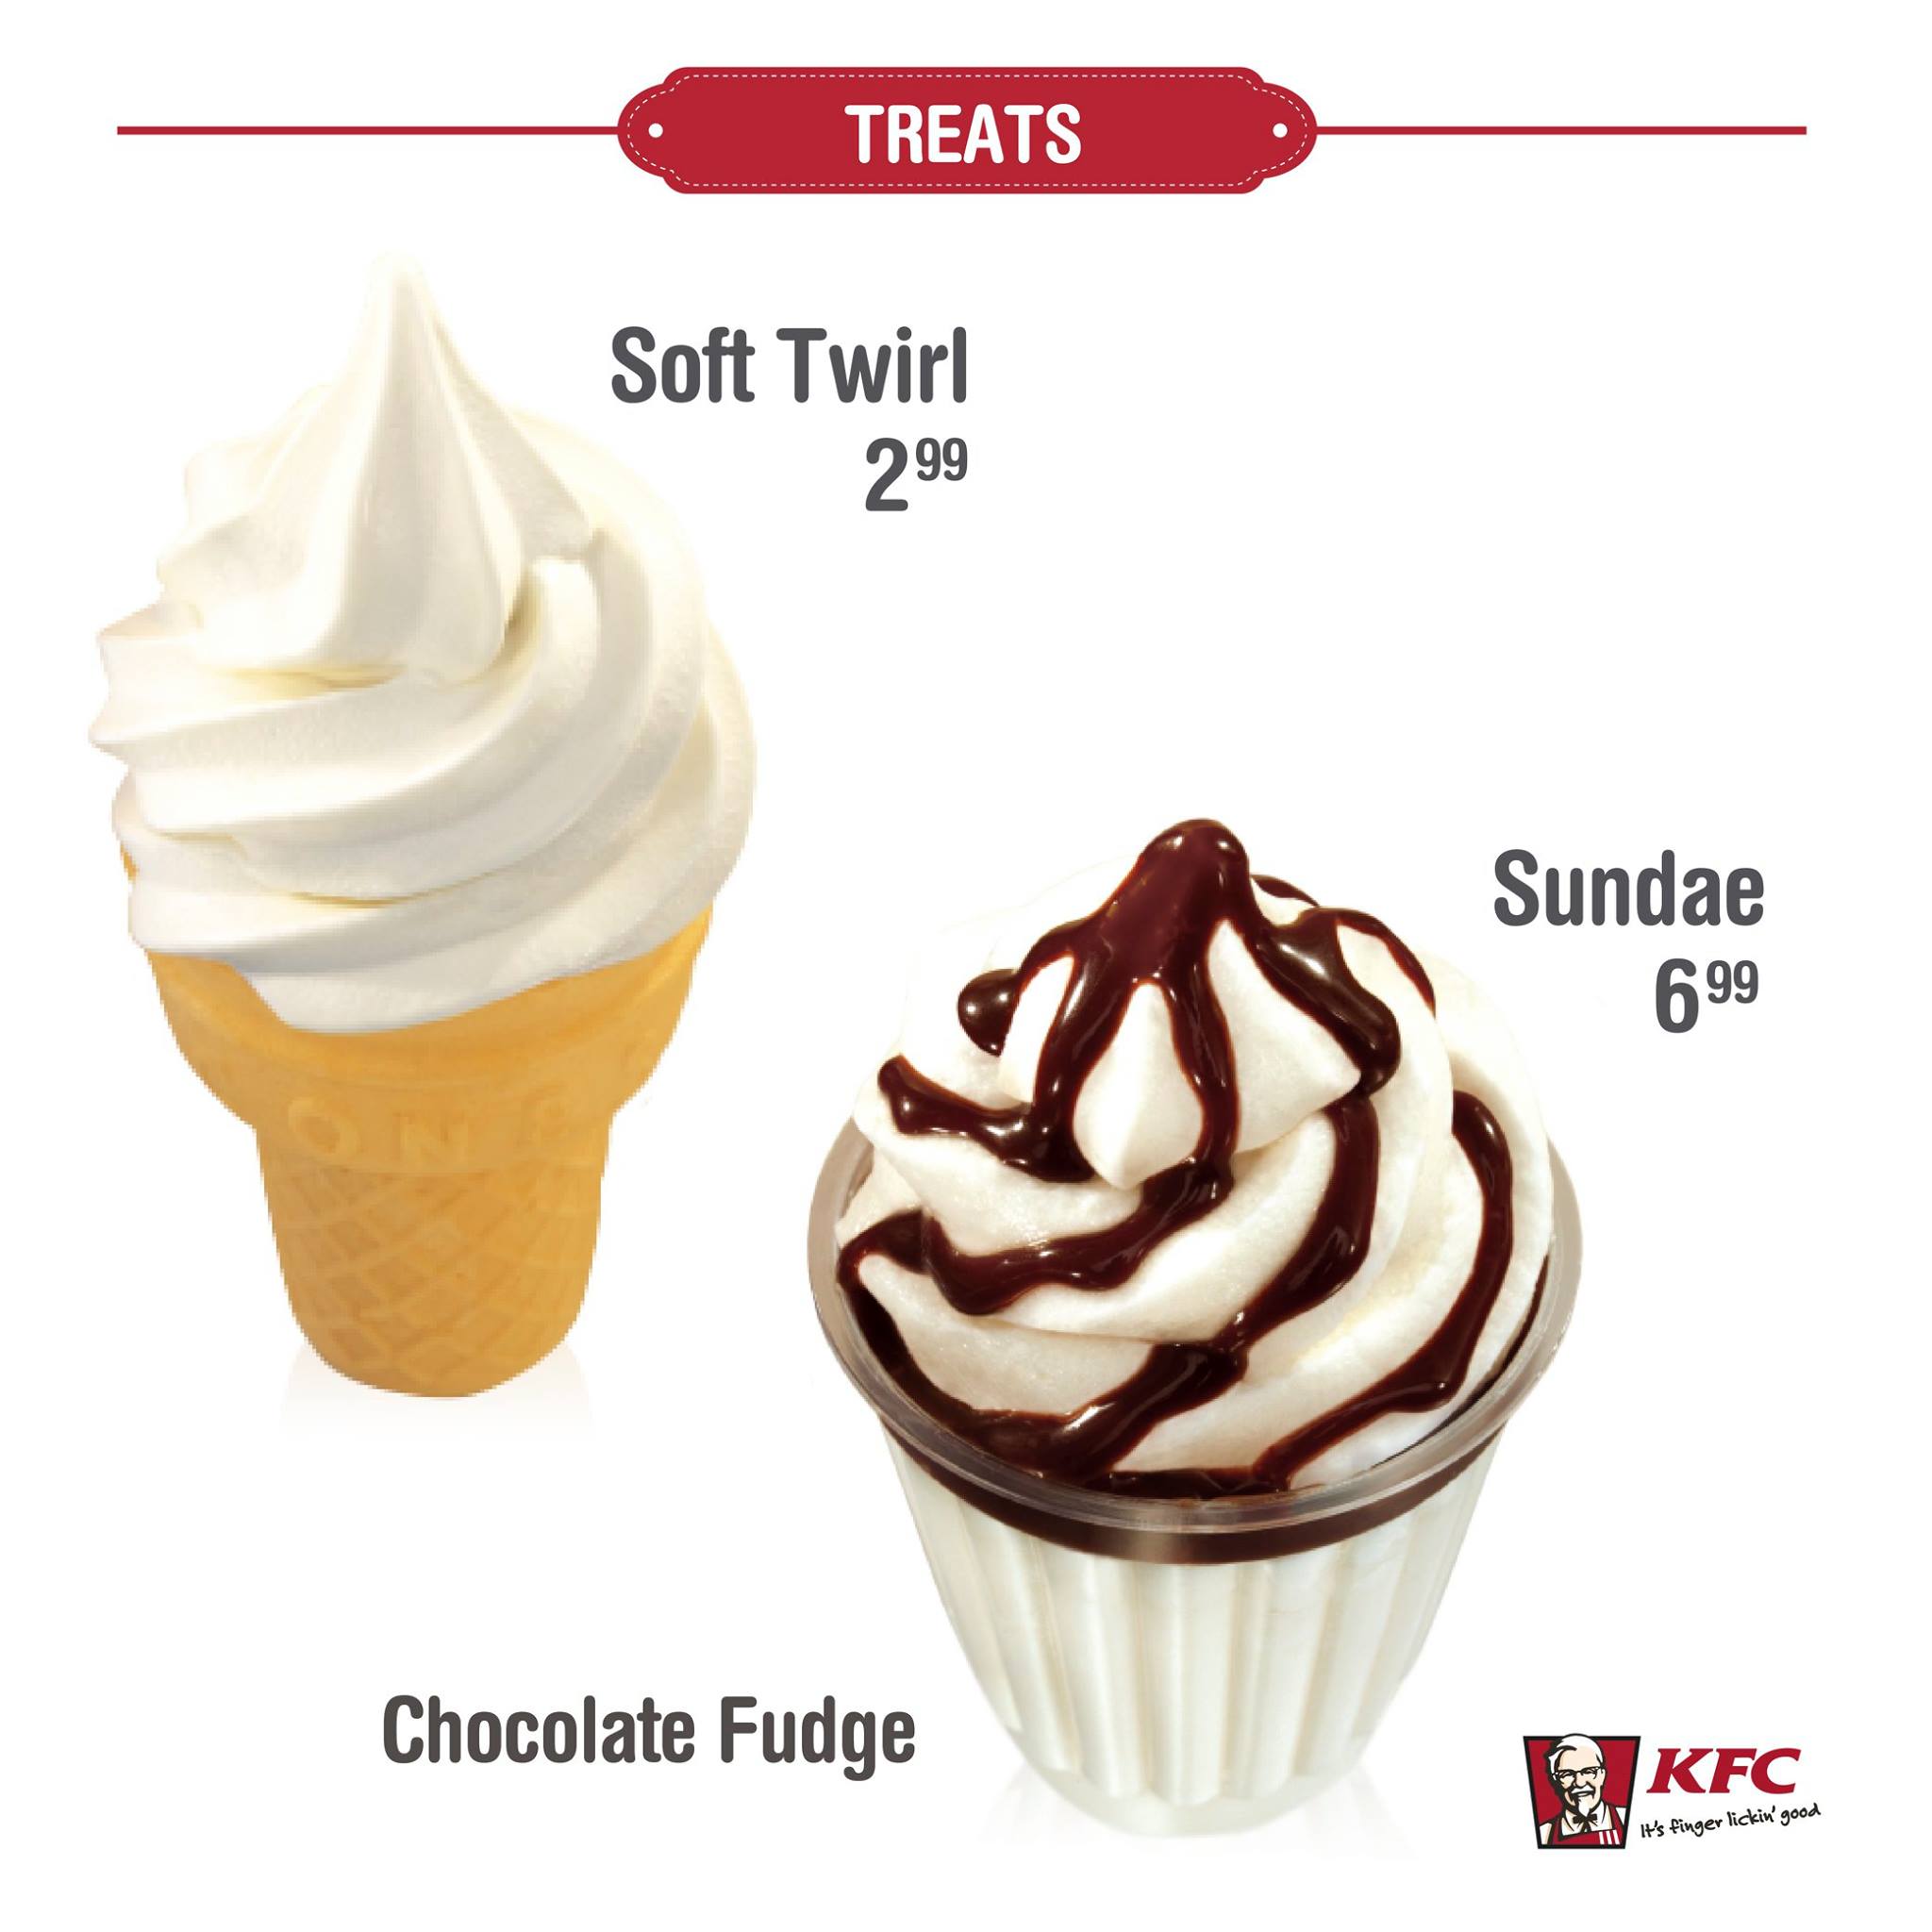 TREATS
Soft Twirl
2 99
Sundae
6 99
Chocolate Fudge
KFC
It's finger lickin' good